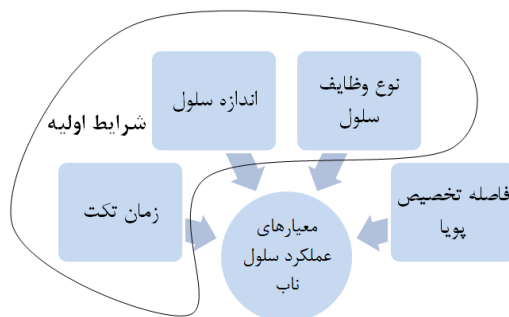 نوع وظایف
سلول
اندازه سلول
شرایط اولیه
زمان تکت
فاصله تخصیص
پویا
معیارهای
عملکرد سلول
ناب